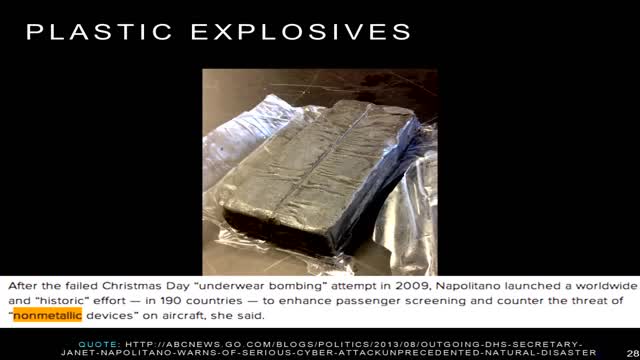 PLASTIC EXPLOSIVES
After the failed Christmas Day “underwear bombing” attempt in 2009, Napolitano launched a worldwide
and “historic” effort — in 190 countries — to enhance passenger screening and counter the threat of
“nonmetallic devices” on aircraft, she said.
QUOTE: HTTP://ABCNEWS.GO.COM/BLOGS/POLITICS/2013/08/OUTGOING-DHS-SECRETARY-
JANET-NAPOLITANO-WARNS-OF-SERIOUS-CYBER-ATTACKUNPRECEDENTED-NATURAL-DISASTER